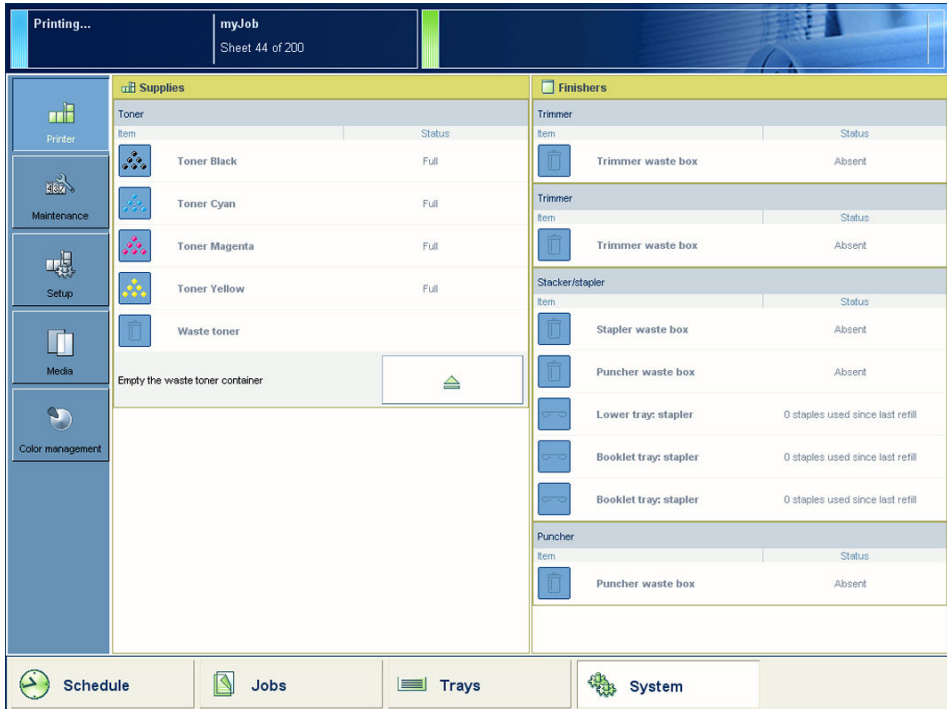 Printing...
myJob
Sheet 44 of 200
Printer
Maintenance
Setup
Media
Color management
Supplies
Toner
Item Status
Toner Black Full
Toner Cyan Full
Toner Magenta Full
Toner Yellow Full
Waste toner
Empty the waste toner container
Finishers
Trimmer
Item Status
Trimmer waste box Absent
Trimmer
Item Status
Trimmer waste box Absent
Stacker/stapler
Item Status
Stapler waste box Absent
Puncher waste box Absent
Lower tray: stapler 0 staples used since last refill
Booklet tray: stapler 0 staples used since last refill
Booklet tray: stapler 0 staples used since last refill
Puncher
Item Status
Puncher waste box Absent
Schedule Jobs Trays System